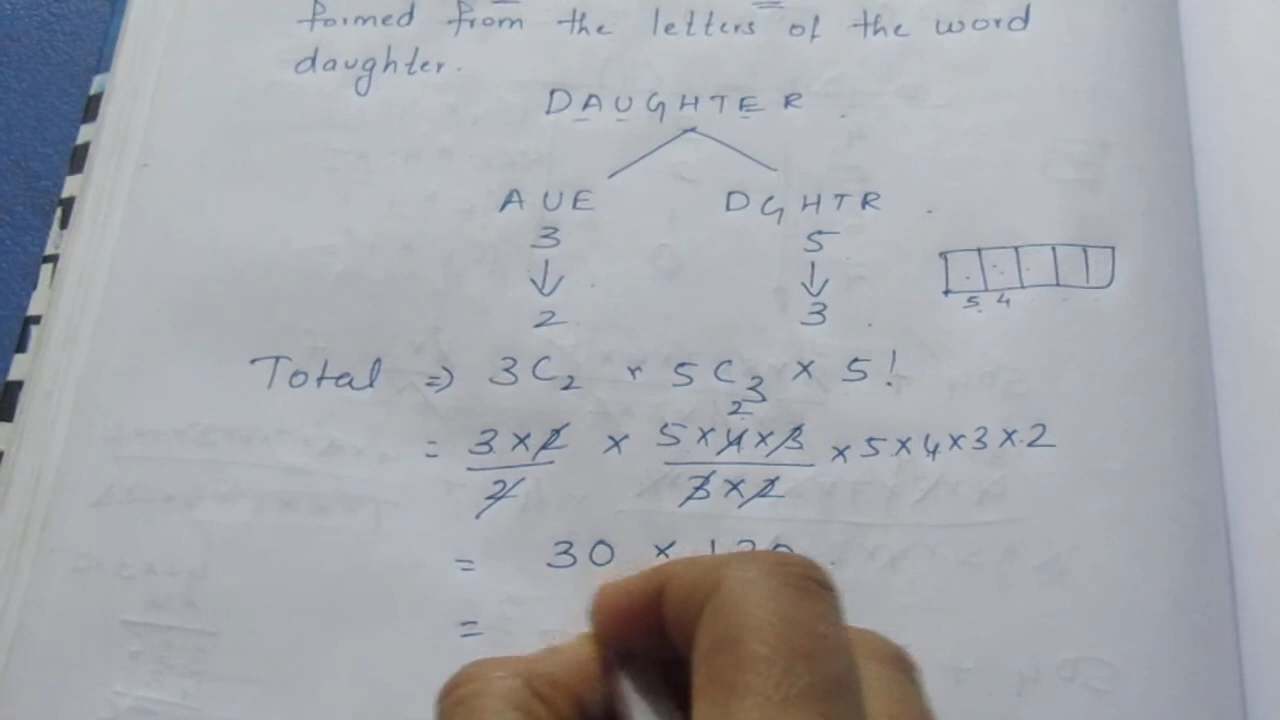 formed from the letters of the word
daughter.
DAUGHTER
AUE DGHTR
3 5
↓ ↓
2 3
5 4
Total ⇒ 3C₂ × 5C₃ × 5!
2
= 3×2 × 5×4×3 × 5×4×3×2
2 3×2
= 30 ×
=